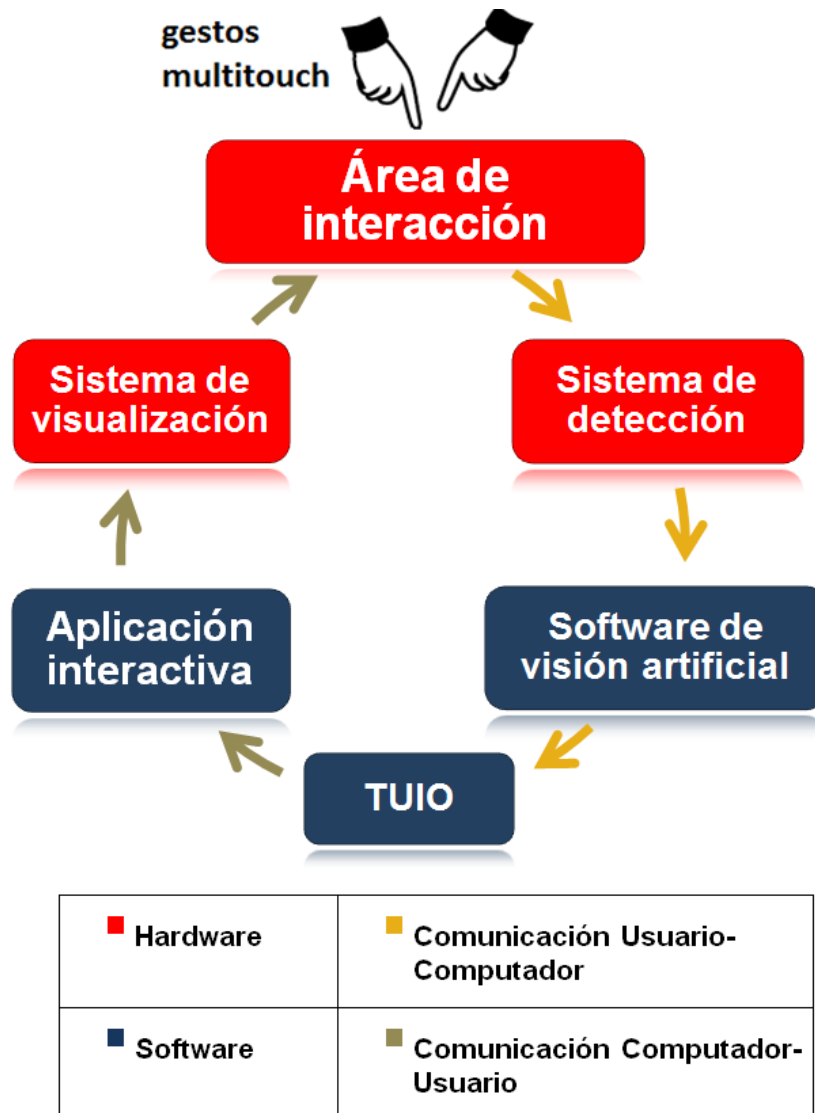 gestos
multitouch
Área de
interacción
Sistema de
visualización
Sistema de
detección
Aplicación
interactiva
Software de
visión artificial
TUIO
Hardware
Comunicación Usuario-
Computador
Software
Comunicación Computador-
Usuario